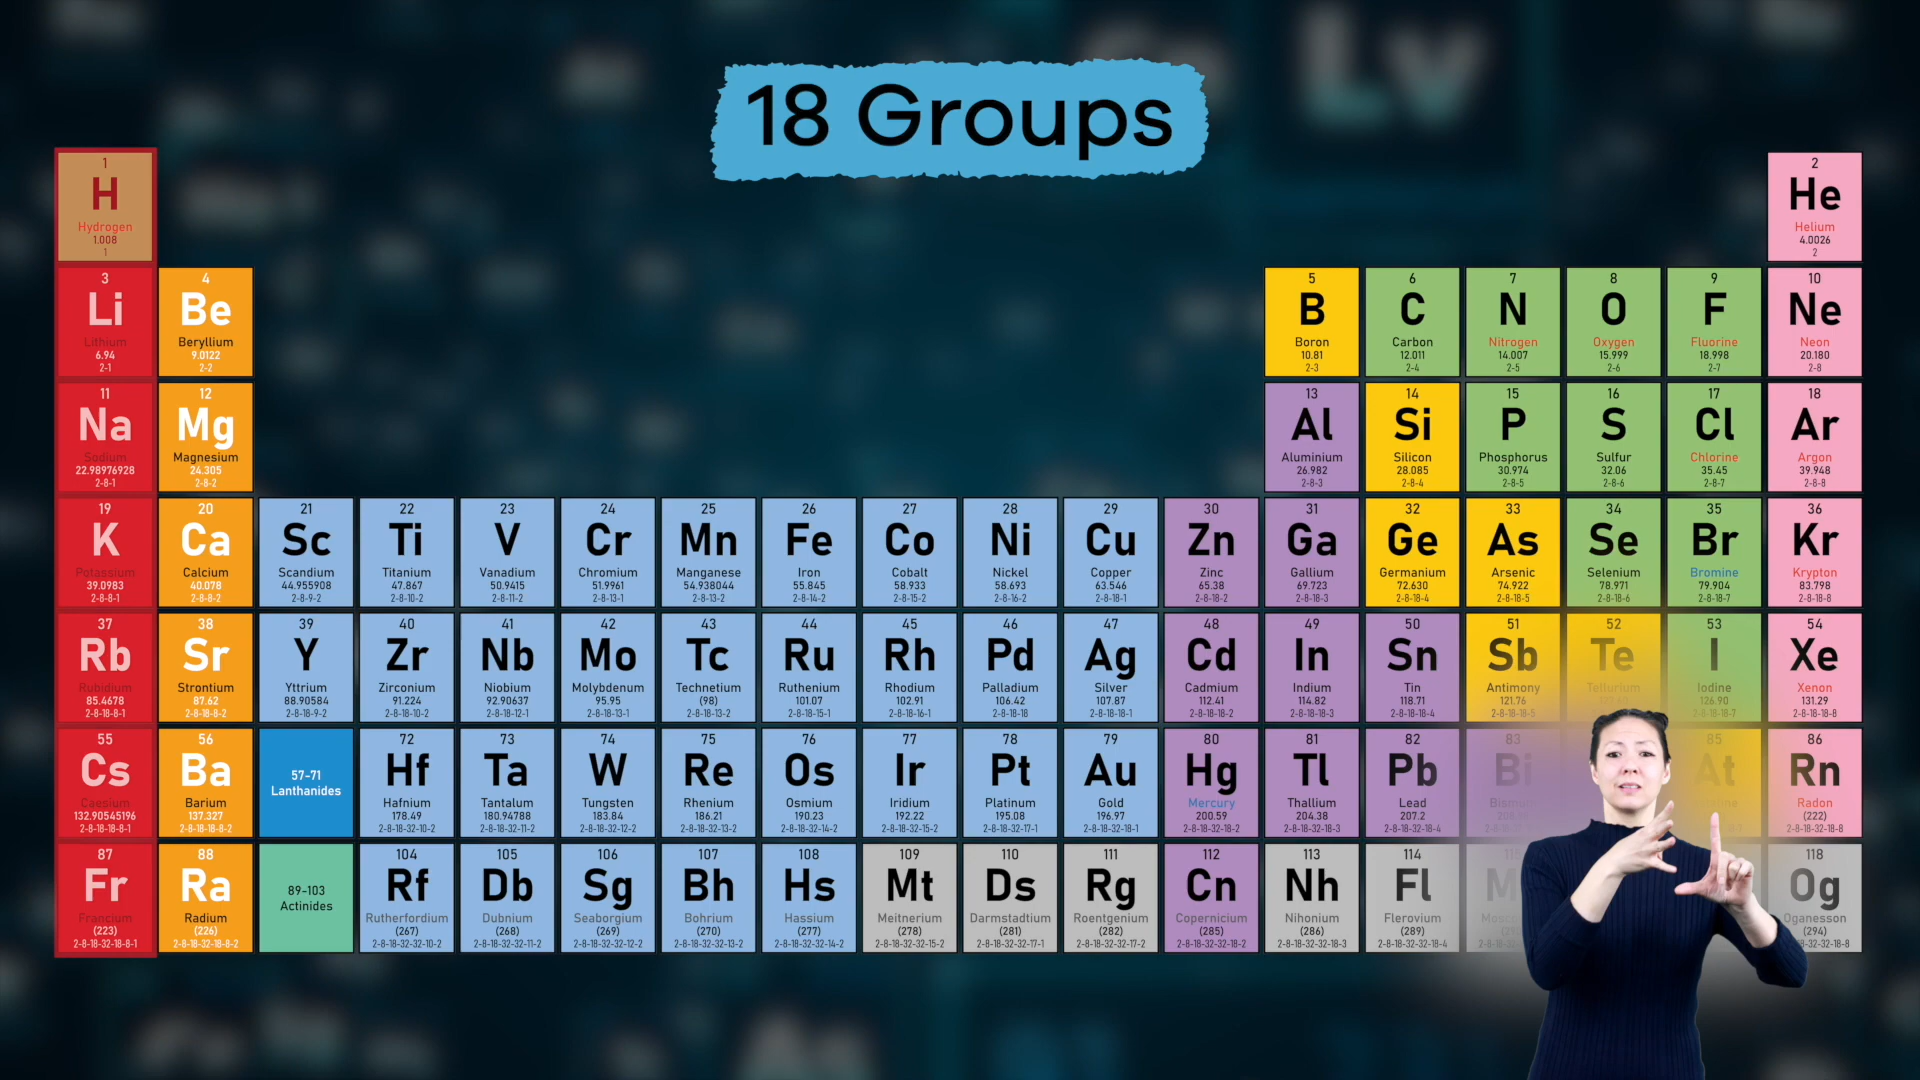 18 Groups
1
H
Hydrogen
1.008
1
2
He
Helium
4.0026
2
3
Li
Lithium
6.94
2-1
4
Be
Beryllium
9.0122
2-2
5
B
Boron
10.81
2-3
6
C
Carbon
12.011
2-4
7
N
Nitrogen
14.007
2-5
8
O
Oxygen
15.999
2-6
9
F
Fluorine
18.998
2-7
10
Ne
Neon
20.180
2-8
11
Na
Sodium
22.98976928
2-8-1
12
Mg
Magnesium
24.305
2-8-2
13
Al
Aluminium
26.982
2-8-3
14
Si
Silicon
28.085
2-8-4
15
P
Phosphorus
30.974
2-8-5
16
S
Sulfur
32.06
2-8-6
17
Cl
Chlorine
35.45
2-8-7
18
Ar
Argon
39.948
2-8-8
19
K
Potassium
39.0983
2-8-8-1
20
Ca
Calcium
40.078
2-8-8-2
21
Sc
Scandium
44.955908
2-8-9-2
22
Ti
Titanium
47.867
2-8-10-2
23
V
Vanadium
50.9415
2-8-11-2
24
Cr
Chromium
51.9961
2-8-13-1
25
Mn
Manganese
54.938044
2-8-13-2
26
Fe
Iron
55.845
2-8-14-2
27
Co
Cobalt
58.933
2-8-15-2
28
Ni
Nickel
58.693
2-8-16-2
29
Cu
Copper
63.546
2-8-18-1
30
Zn
Zinc
65.38
2-8-18-2
31
Ga
Gallium
69.723
2-8-18-3
32
Ge
Germanium
72.630
2-8-18-4
33
As
Arsenic
74.922
2-8-18-5
34
Se
Selenium
78.971
2-8-18-6
35
Br
Bromine
79.904
2-8-18-7
36
Kr
Krypton
83.798
2-8-18-8
37
Rb
Rubidium
85.4678
2-8-18-8-1
38
Sr
Strontium
87.62
2-8-18-8-2
39
Y
Yttrium
88.90584
2-8-18-9-2
40
Zr
Zirconium
91.224
2-8-18-10-2
41
Nb
Niobium
92.90637
2-8-18-12-1
42
Mo
Molybdenum
95.95
2-8-18-13-1
43
Tc
Technetium
(98)
2-8-18-13-2
44
Ru
Ruthenium
101.07
2-8-18-15-1
45
Rh
Rhodium
102.91
2-8-18-16-1
46
Pd
Palladium
106.42
2-8-18-18
47
Ag
Silver
107.87
2-8-18-18-1
48
Cd
Cadmium
112.41
2-8-18-18-2
49
In
Indium
114.82
2-8-18-18-3
50
Sn
Tin
118.71
2-8-18-18-4
51
Sb
Antimony
121.76
2-8-18-18-5
52
Te
Tellurium
53
I
Iodine
126.90
2-8-18-18-7
54
Xe
Xenon
131.29
2-8-18-18-8
55
Cs
Caesium
132.90545196
2-8-18-18-8-1
56
Ba
Barium
137.327
2-8-18-18-8-2
57-71
Lanthanides
72
Hf
Hafnium
178.49
2-8-18-32-10-2
73
Ta
Tantalum
180.94788
2-8-18-32-11-2
74
W
Tungsten
183.84
2-8-18-32-12-2
75
Re
Rhenium
186.21
2-8-18-32-13-2
76
Os
Osmium
190.23
2-8-18-32-14-2
77
Ir
Iridium
192.22
2-8-18-32-15-2
78
Pt
Platinum
195.08
2-8-18-32-17-1
79
Au
Gold
196.97
2-8-18-32-18-1
80
Hg
Mercury
200.59
2-8-18-32-18-2
81
Tl
Thallium
204.38
2-8-18-32-18-3
82
Pb
Lead
207.2
2-8-18-32-18-4
83
Bi
85
At
86
Rn
Radon
(222)
2-8-18-32-18-8
87
Fr
Francium
(223)
2-8-18-32-18-8-1
88
Ra
Radium
(226)
2-8-18-32-18-8-2
89-103
Actinides
104
Rf
Rutherfordium
(267)
2-8-18-32-32-10-2
105
Db
Dubnium
(268)
2-8-18-32-32-11-2
106
Sg
Seaborgium
(269)
2-8-18-32-32-12-2
107
Bh
Bohrium
(270)
2-8-18-32-32-13-2
108
Hs
Hassium
(277)
2-8-18-32-32-14-2
109
Mt
Meitnerium
(278)
2-8-18-32-32-15-2
110
Ds
Darmstadtium
(281)
2-8-18-32-32-17-1
111
Rg
Roentgenium
(282)
2-8-18-32-32-17-2
112
Cn
Copernicium
(285)
2-8-18-32-32-18-2
113
Nh
Nihonium
(286)
2-8-18-32-32-18-3
114
Fl
Flerovium
(289)
2-8-18-32-32-18-4
118
Og
Oganesson
(294)
8-32-32-18-8
Lv